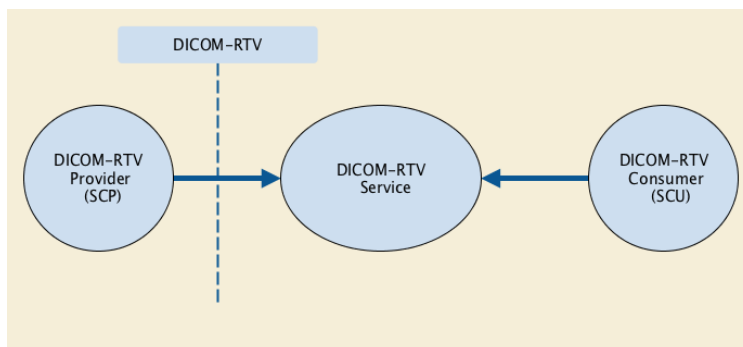 DICOM–RTV
DICOM–RTV
Provider
(SCP)
DICOM–RTV
Service
DICOM–RTV
Consumer
(SCU)